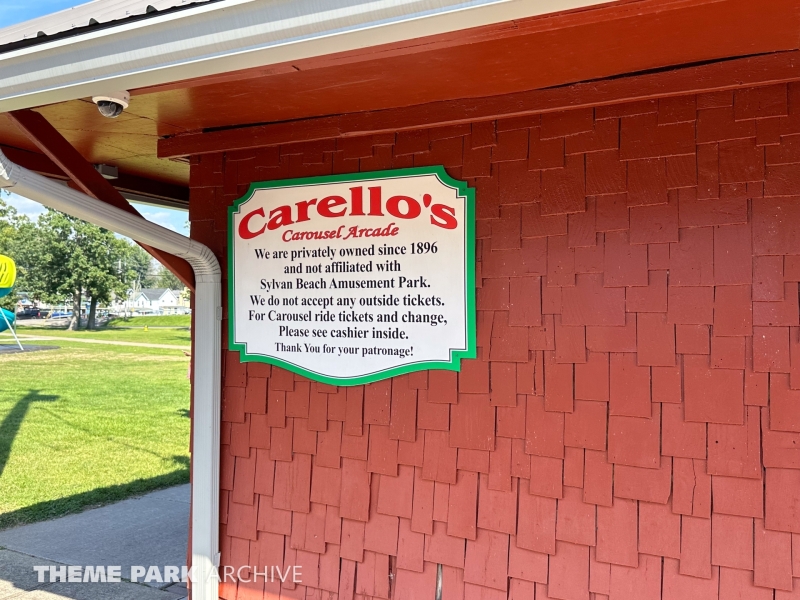 Carello's
Carousel Arcade
We are privately owned since 1896
and not affiliated with
Sylvan Beach Amusement Park.
We do not accept any outside tickets.
For Carousel ride tickets and change,
Please see cashier inside.
Thank You for your patronage!
THEME PARK ARCHIVE